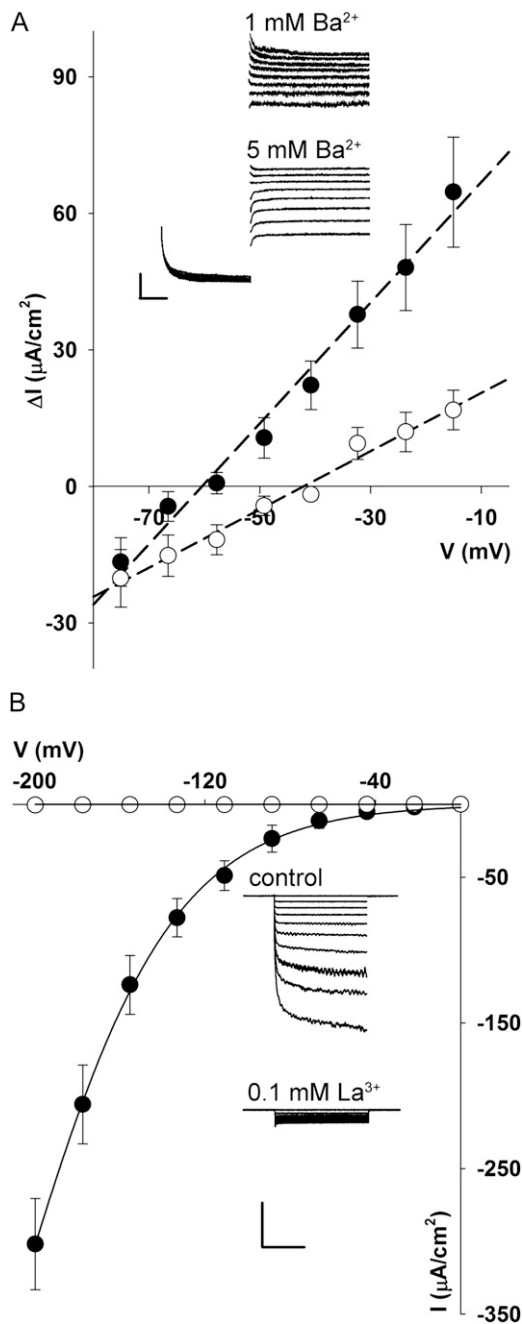 A
1 mM Ba²⁺
90
5 mM Ba²⁺
60
ΔI (µA/cm²)
30
0
-70 -50 -30 -10
V (mV)
-30
B
V (mV)
-200 -120 -40
-50
control
-150
0.1 mM La³⁺
-250
I (µA/cm²)
-350